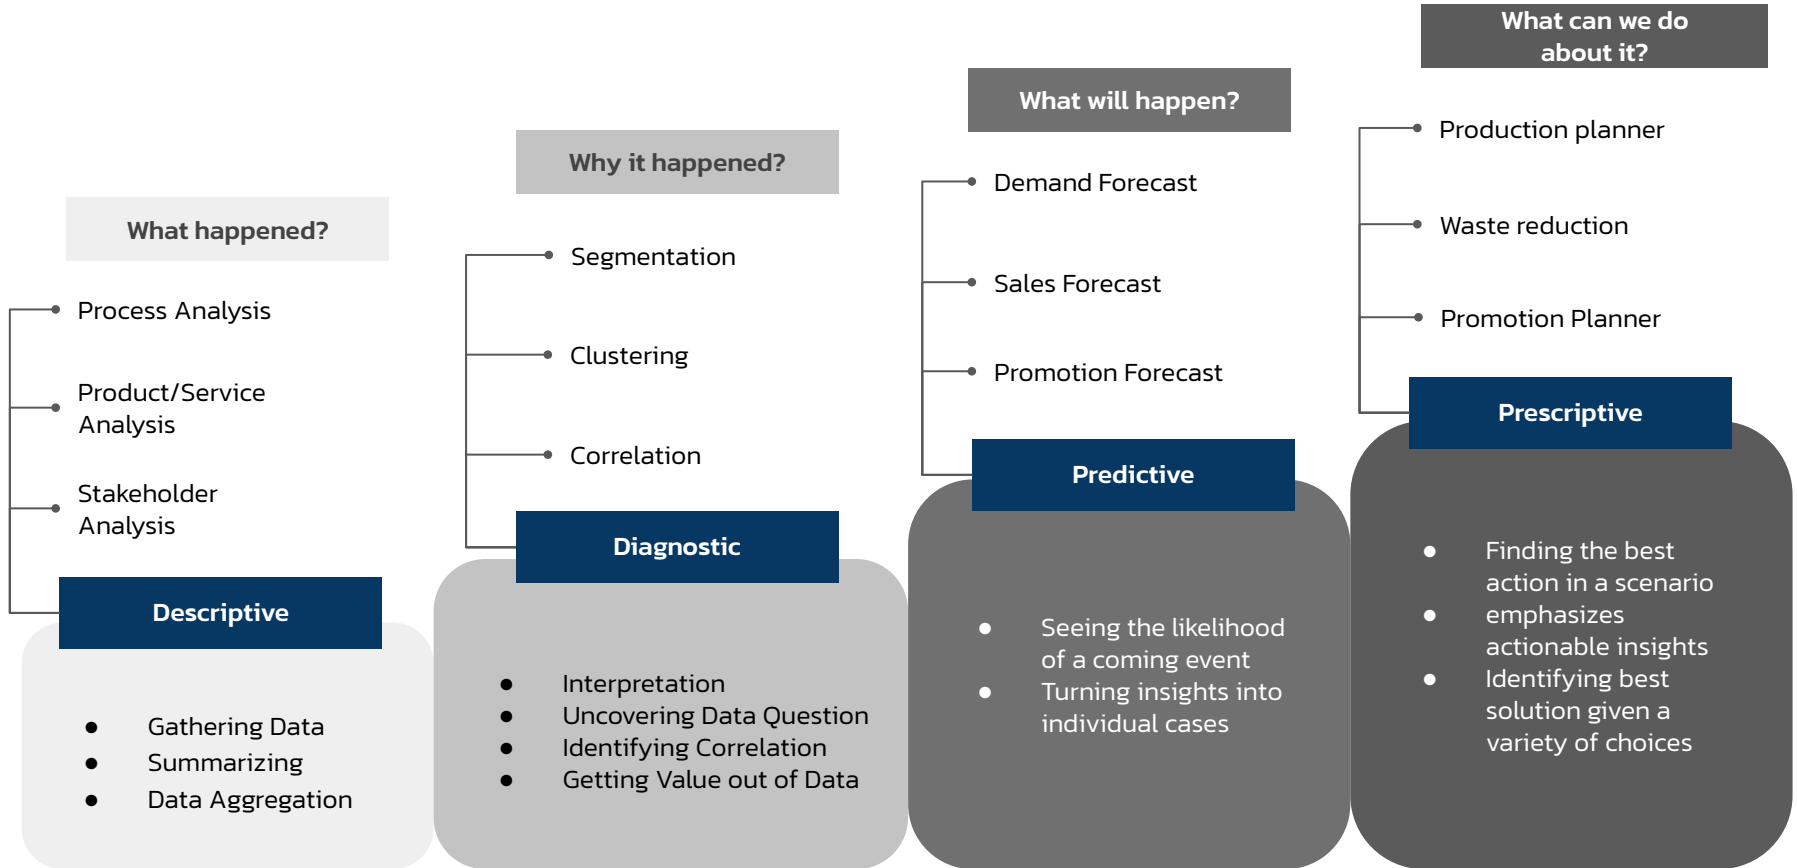 What happened?
Process Analysis
Product/Service
Analysis
Stakeholder
Analysis
Descriptive
● Gathering Data
● Summarizing
● Data Aggregation
Why it happened?
Segmentation
Clustering
Correlation
Diagnostic
● Interpretation
● Uncovering Data Question
● Identifying Correlation
● Getting Value out of Data
What will happen?
Demand Forecast
Sales Forecast
Promotion Forecast
Predictive
● Seeing the likelihood
of a coming event
● Turning insights into
individual cases
What can we do
about it?
Production planner
Waste reduction
Promotion Planner
Prescriptive
● Finding the best
action in a scenario
● emphasizes
actionable insights
● Identifying best
solution given a
variety of choices